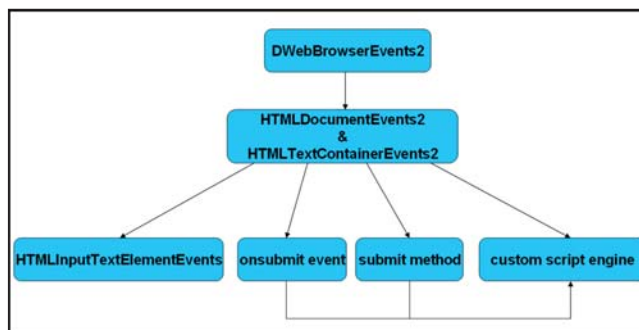 DWebBrowserEvents2
HTMLDocumentEvents2
&
HTMLTextContainerEvents2
HTMLInputTextElementEvents
onsubmit event
submit method
custom script engine